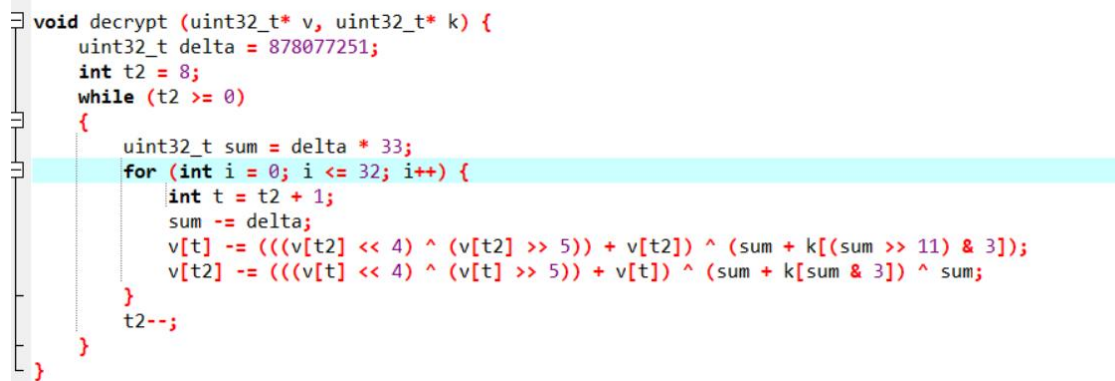 void decrypt (uint32_t* v, uint32_t* k) {
    uint32_t delta = 878077251;
    int t2 = 8;
    while (t2 >= 0)
    {
        uint32_t sum = delta * 33;
        for (int i = 0; i <= 32; i++) {
            int t = t2 + 1;
            sum -= delta;
            v[t] -= (((v[t2] << 4) ^ (v[t2] >> 5)) + v[t2]) ^ (sum + k[(sum >> 11) & 3]);
            v[t2] -= (((v[t] << 4) ^ (v[t] >> 5)) + v[t]) ^ (sum + k[sum & 3]) ^ sum;
        }
        t2--;
    }
}